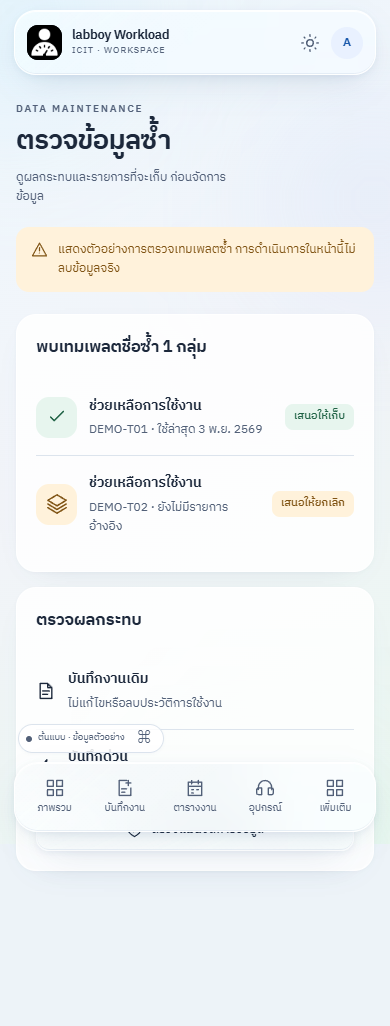 labboy Workload
ICIT · WORKSPACE
A
DATA MAINTENANCE
ตรวจข้อมูลซ้ำ
ดูผลกระทบและรายการที่จะเก็บ ก่อนจัดการ
ข้อมูล
แสดงตัวอย่างการตรวจเทมเพลตซ้ำ การดำเนินการในหน้านี้ไม่
ลบข้อมูลจริง
พบเทมเพลตชื่อซ้ำ 1 กลุ่ม
ช่วยเหลือการใช้งาน
DEMO-T01 · ใช้ล่าสุด 3 พ.ย. 2569
เสนอให้เก็บ
ช่วยเหลือการใช้งาน
DEMO-T02 · ยังไม่มีรายการ
อ้างอิง
เสนอให้ยกเลิก
ตรวจผลกระทบ
บันทึกงานเดิม
ไม่แก้ไขหรือลบประวัติการใช้งาน
ต้นแบบ · ข้อมูลตัวอย่าง
บันทึกด่วน
ภาพรวม
บันทึกงาน
ตารางงาน
อุปกรณ์
เพิ่มเติม